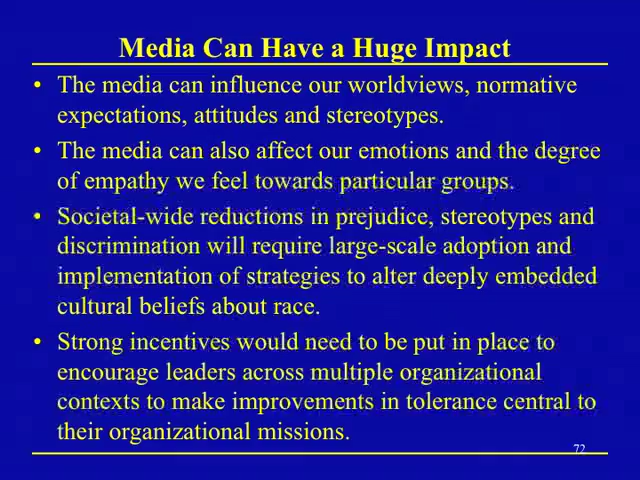 Media Can Have a Huge Impact
• The media can influence our worldviews, normative
expectations, attitudes and stereotypes.
• The media can also affect our emotions and the degree
of empathy we feel towards particular groups.
• Societal-wide reductions in prejudice, stereotypes and
discrimination will require large-scale adoption and
implementation of strategies to alter deeply embedded
cultural beliefs about race.
• Strong incentives would need to be put in place to
encourage leaders across multiple organizational
contexts to make improvements in tolerance central to
their organizational missions.
72